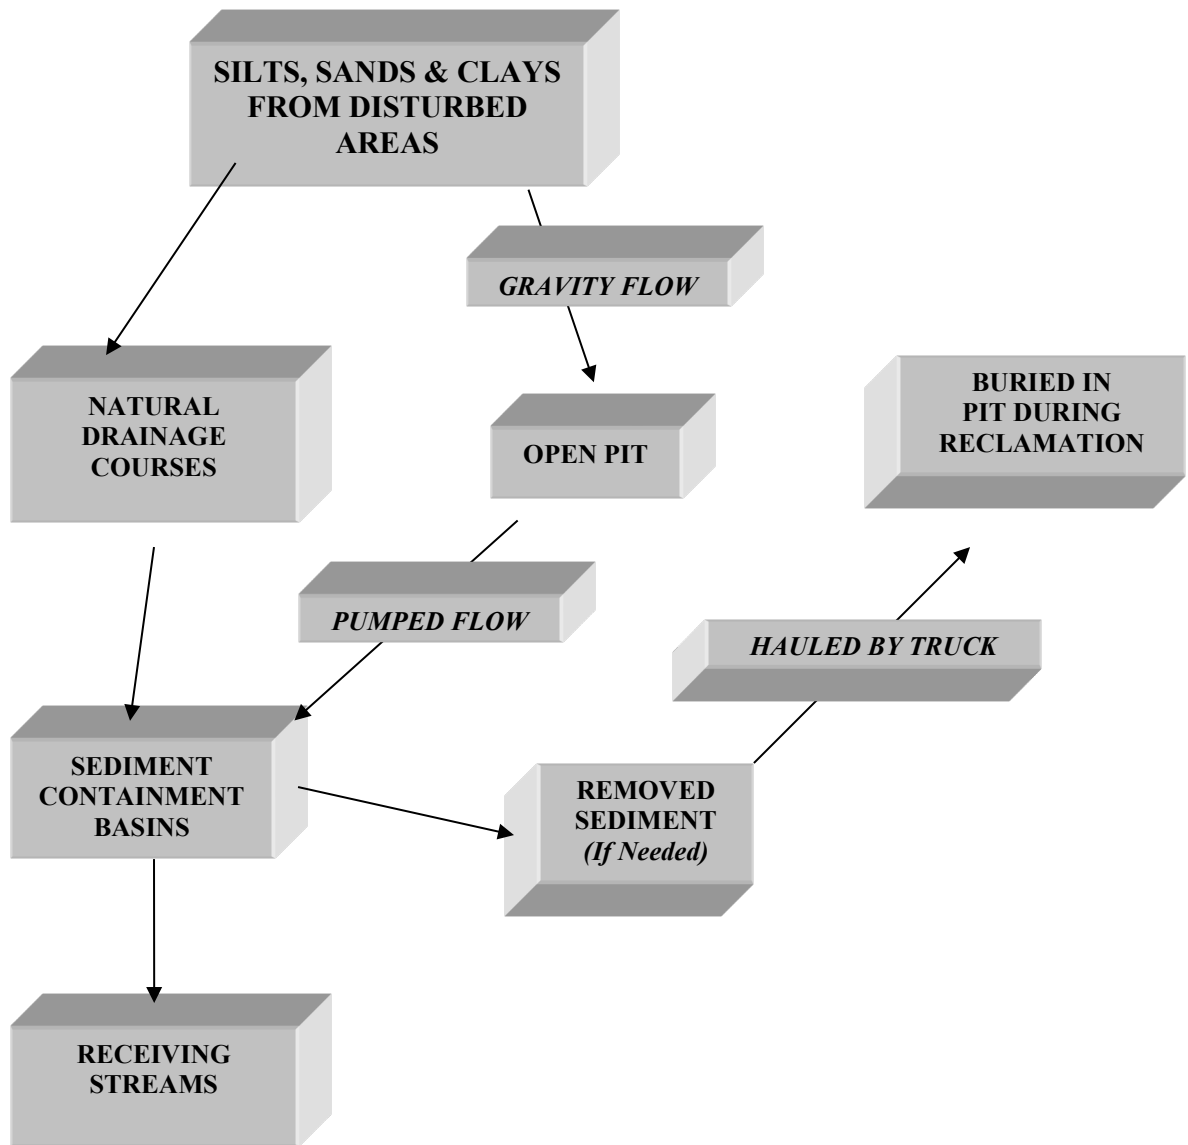 SILTS, SANDS & CLAYS
FROM DISTURBED
AREAS
GRAVITY FLOW
NATURAL
DRAINAGE
COURSES
OPEN PIT
BURIED IN
PIT DURING
RECLAMATION
PUMPED FLOW
HAULED BY TRUCK
SEDIMENT
CONTAINMENT
BASINS
REMOVED
SEDIMENT
(If Needed)
RECEIVING
STREAMS